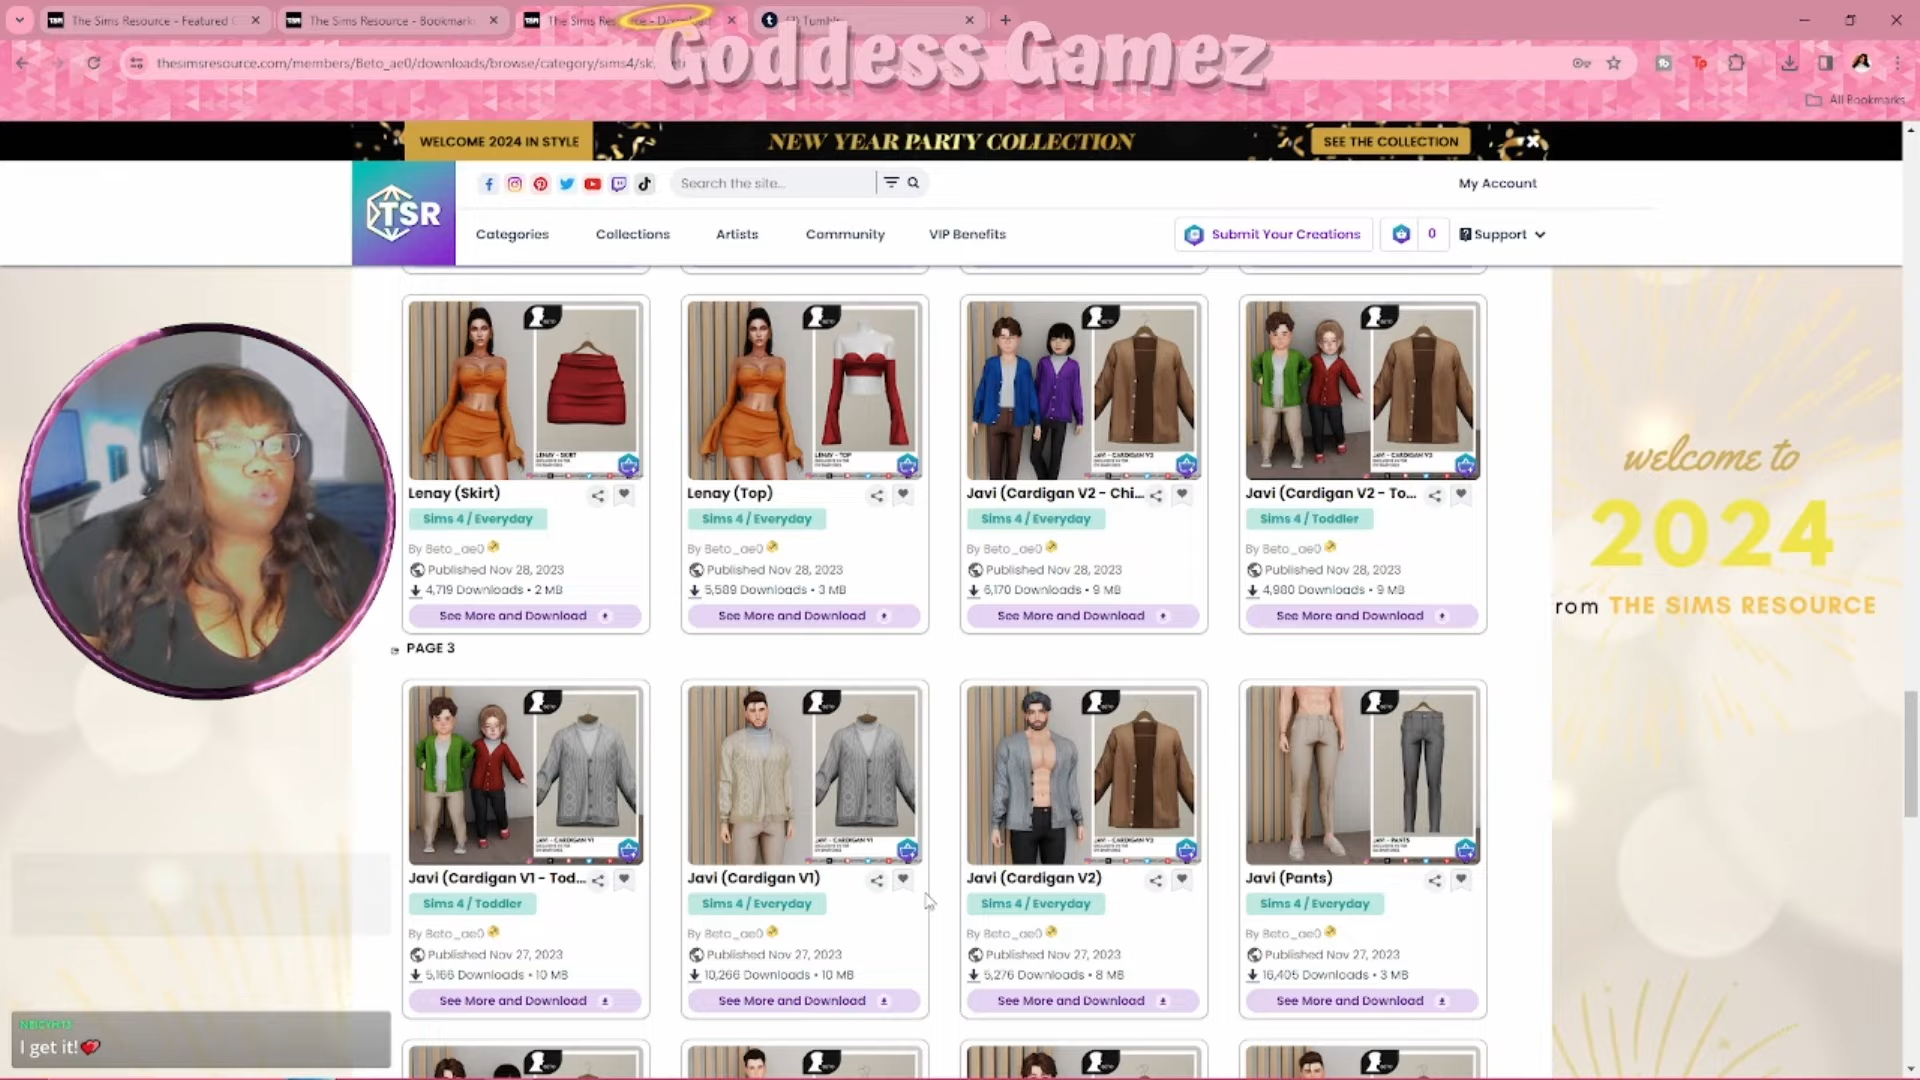 The Sims Resource - Featured
The Sims Resource - Bookmark
The Sims
Goddess Gamez
thesimsresource.com/members/Beto_ae0/downloads/browse/category/sims4/sk
All Bookmarks
WELCOME 2024 IN STYLE
NEW YEAR PARTY COLLECTION
SEE THE COLLECTION
TSR
Search the site...
My Account
Categories
Collections
Artists
Community
VIP Benefits
Submit Your Creations
0
Support
Lenay (Skirt)
Lenay (Top)
Javi (Cardigan V2 - Chi...
Javi (Cardigan V2 - To...
Sims 4 / Everyday
Sims 4 / Everyday
Sims 4 / Everyday
Sims 4 / Toddler
By Beto_ae0
By Beto_ae0
By Beto_ae0
By Beto_ae0
Published Nov 28, 2023
Published Nov 28, 2023
Published Nov 28, 2023
Published Nov 28, 2023
4,719 Downloads • 2 MB
5,589 Downloads • 3 MB
6,170 Downloads • 9 MB
4,980 Downloads • 9 MB
See More and Download
See More and Download
See More and Download
See More and Download
PAGE 3
Javi (Cardigan V1 - Tod...
Javi (Cardigan V1)
Javi (Cardigan V2)
Javi (Pants)
Sims 4 / Toddler
Sims 4 / Everyday
Sims 4 / Everyday
Sims 4 / Everyday
By Beto_ae0
By Beto_ae0
By Beto_ae0
By Beto_ae0
Published Nov 27, 2023
Published Nov 27, 2023
Published Nov 27, 2023
Published Nov 27, 2023
5,166 Downloads • 10 MB
10,266 Downloads • 10 MB
5,276 Downloads • 8 MB
16,405 Downloads • 3 MB
See More and Download
See More and Download
See More and Download
See More and Download
welcome to
2024
rom THE SIMS RESOURCE
I get it!